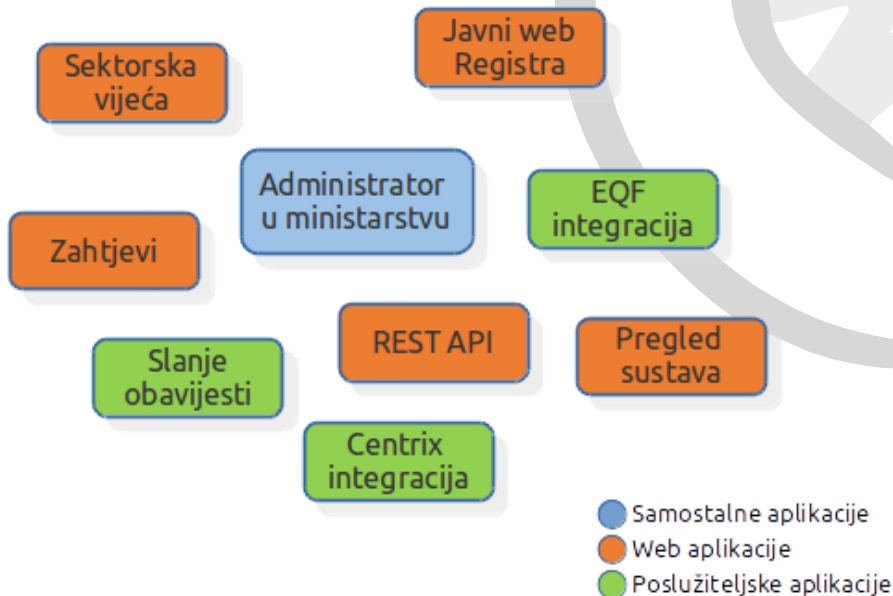 Javni web
Registra
Sektorska
vijeća
Administrator
u ministarstvu
EQF
integracija
Zahtjevi
REST API
Pregled
sustava
Slanje
obavijesti
Centrix
integracija
Samostalne aplikacije
Web aplikacije
Poslužiteljske aplikacije